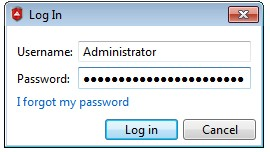 Log In
Username: Administrator
Password: ●●●●●●●●●●●●●●●●●●●●●●●
I forgot my password
Log in Cancel